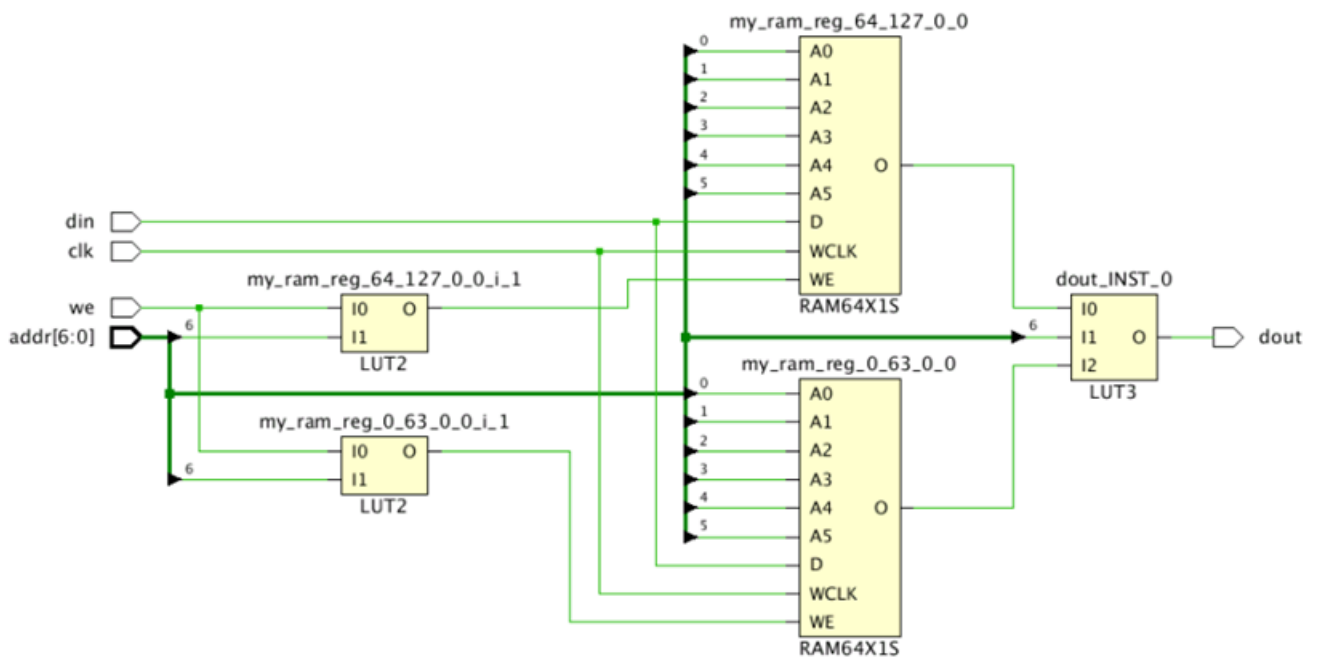 my_ram_reg_64_127_0_0
0 A0
1 A1
2 A2
3 A3
4 A4 O
5 A5
din D
clk WCLK
my_ram_reg_64_127_0_0_i_1 WE dout_INST_0
we I0 O RAM64X1S I0
addr[6:0] 6 I1 6 I1 O dout
LUT2 my_ram_reg_0_63_0_0 I2
0 A0 LUT3
my_ram_reg_0_63_0_0_i_1 1 A1
I0 O 2 A2
6 I1 3 A3
LUT2 4 A4 O
5 A5
D
WCLK
WE
RAM64X1S